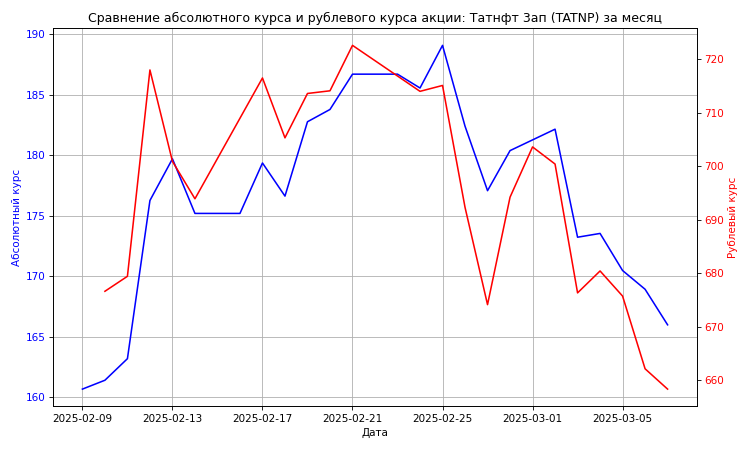 Сравнение абсолютного курса и рублевого курса акции: Татнфт 3ап (TATNP) за месяц
190
185
180
175
170
165
160
Абсолютный курс
720
710
700
690
680
670
660
Рублевый курс
2025-02-09 2025-02-13 2025-02-17 2025-02-21 2025-02-25 2025-03-01 2025-03-05
Дата